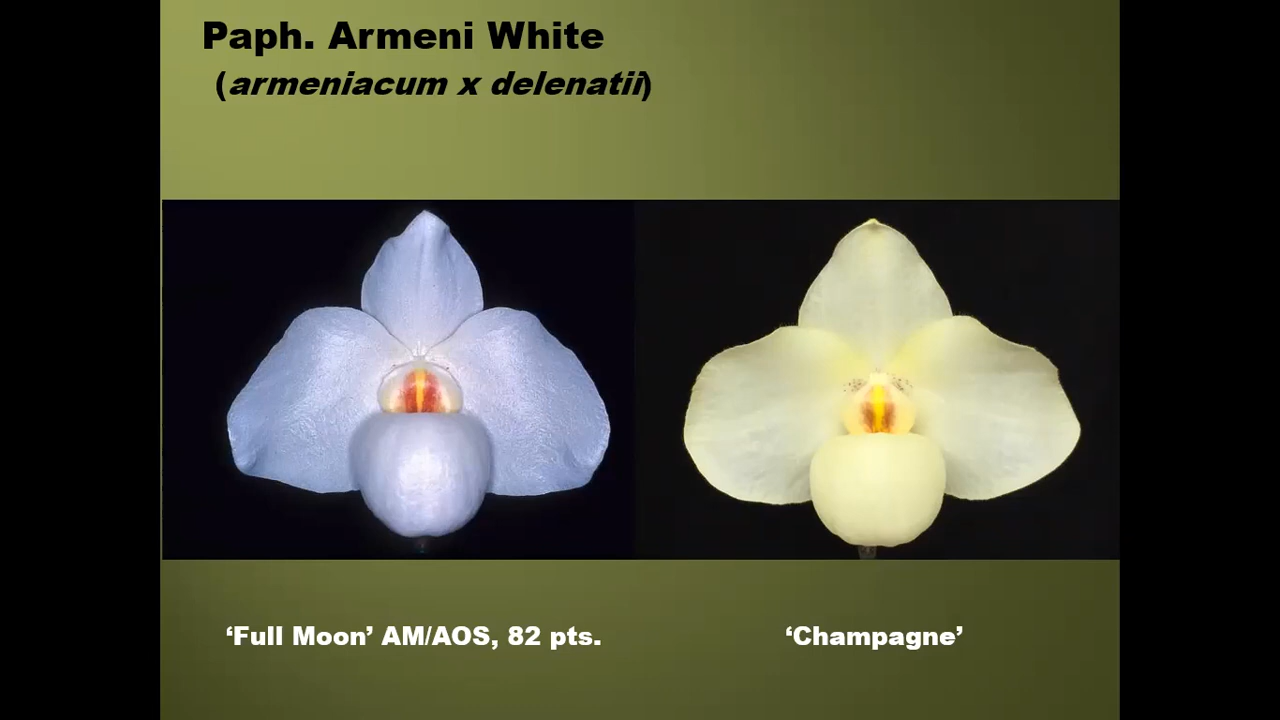 Paph. Armeni White
(armeniacum x delenatii)
‘Full Moon’ AM/AOS, 82 pts.
‘Champagne’